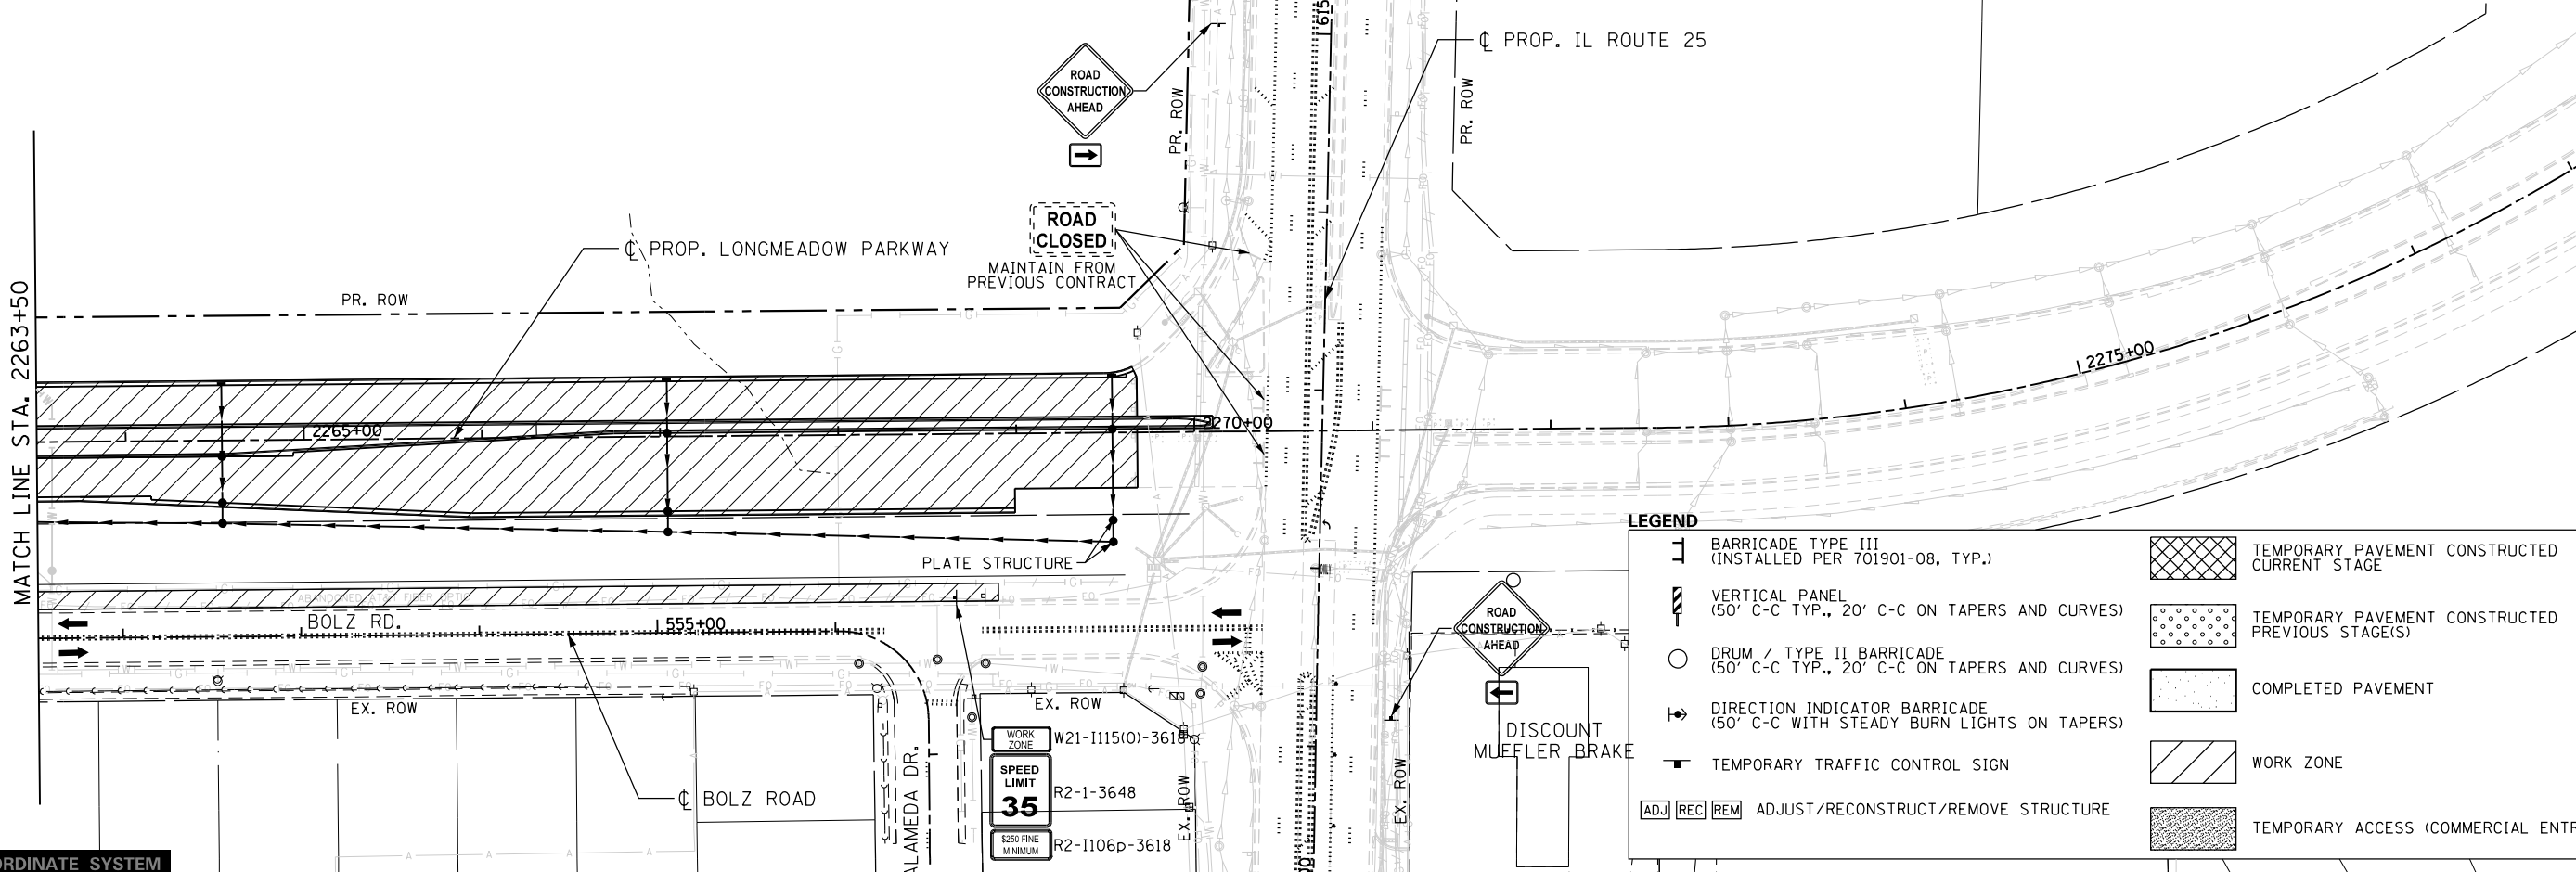 ROAD
CONSTRUCTION
AHEAD
PR. ROW
℄ PROP. IL ROUTE 25
PR. ROW
ROAD
CLOSED
MAINTAIN FROM
PREVIOUS CONTRACT
℄ PROP. LONGMEADOW PARKWAY
PR. ROW
MATCH LINE STA. 2263+50
2265+00
2270+00
2275+00
PLATE STRUCTURE
ABANDONED AT&T FIBER OPTIC
BOLZ RD.
555+00
EX. ROW
EX. ROW
℄ BOLZ ROAD
ALAMEDA DR.
WORK
ZONE
W21-I115(O)-3618
SPEED
LIMIT
35
R2-1-3648
$250 FINE
MINIMUM
R2-I106p-3618
EX. ROW
EX. ROW
ROAD
CONSTRUCTION
AHEAD
DISCOUNT
MUFFLER BRAKE
LEGEND
BARRICADE TYPE III
(INSTALLED PER 701901-08, TYP.)
VERTICAL PANEL
(50' C-C TYP., 20' C-C ON TAPERS AND CURVES)
DRUM / TYPE II BARRICADE
(50' C-C TYP., 20' C-C ON TAPERS AND CURVES)
DIRECTION INDICATOR BARRICADE
(50' C-C WITH STEADY BURN LIGHTS ON TAPERS)
TEMPORARY TRAFFIC CONTROL SIGN
ADJ REC REM ADJUST/RECONSTRUCT/REMOVE STRUCTURE
TEMPORARY PAVEMENT CONSTRUCTED
CURRENT STAGE
TEMPORARY PAVEMENT CONSTRUCTED
PREVIOUS STAGE(S)
COMPLETED PAVEMENT
WORK ZONE
TEMPORARY ACCESS (COMMERCIAL ENTR
ORDINATE SYSTEM